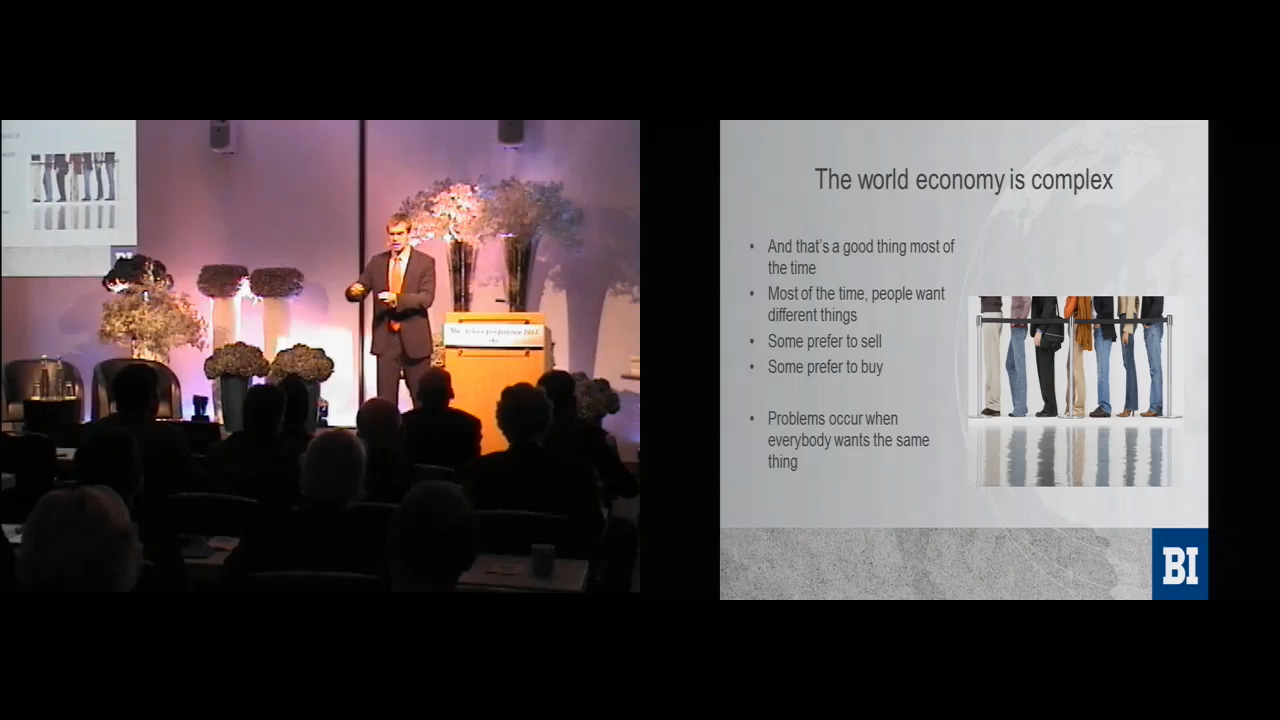 The world economy is complex
• And that's a good thing most of
the time
• Most of the time, people want
different things
• Some prefer to sell
• Some prefer to buy
• Problems occur when
everybody wants the same
thing
BI